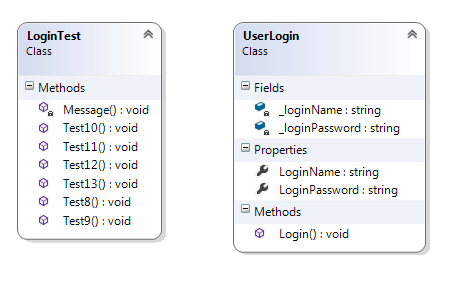 LoginTest
Class
Methods
Message() : void
Test10() : void
Test11() : void
Test12() : void
Test13() : void
Test8() : void
Test9() : void
UserLogin
Class
Fields
_loginName : string
_loginPassword : string
Properties
LoginName : string
LoginPassword : string
Methods
Login() : void